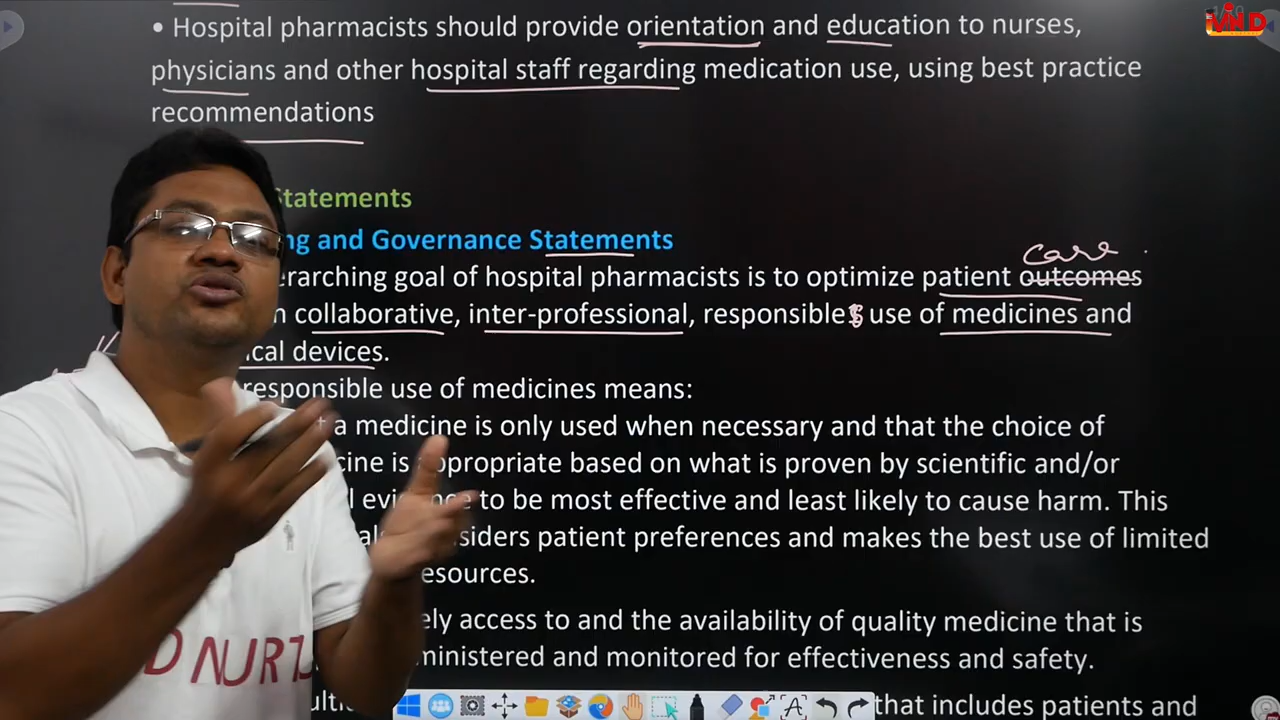 • Hospital pharmacists should provide orientation and education to nurses,
physicians and other hospital staff regarding medication use, using best practice
recommendations
Statements
ng and Governance Statements
care
erarching goal of hospital pharmacists is to optimize patient outcomes
collaborative, inter-professional, responsible use of medicines and
ical devices.
responsible use of medicines means:
t a medicine is only used when necessary and that the choice of
cine is appropriate based on what is proven by scientific and/or
l evidence to be most effective and least likely to cause harm. This
also considers patient preferences and makes the best use of limited
esources.
ely access to and the availability of quality medicine that is
ministered and monitored for effectiveness and safety.
ulti
that includes patients and
D NURT